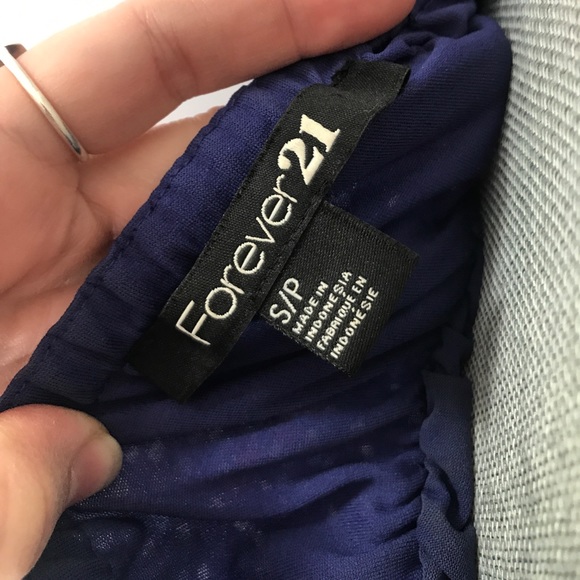 Forever21
S/P
MADE IN
INDONESIA
FABRIQUÉ EN
INDONESIE